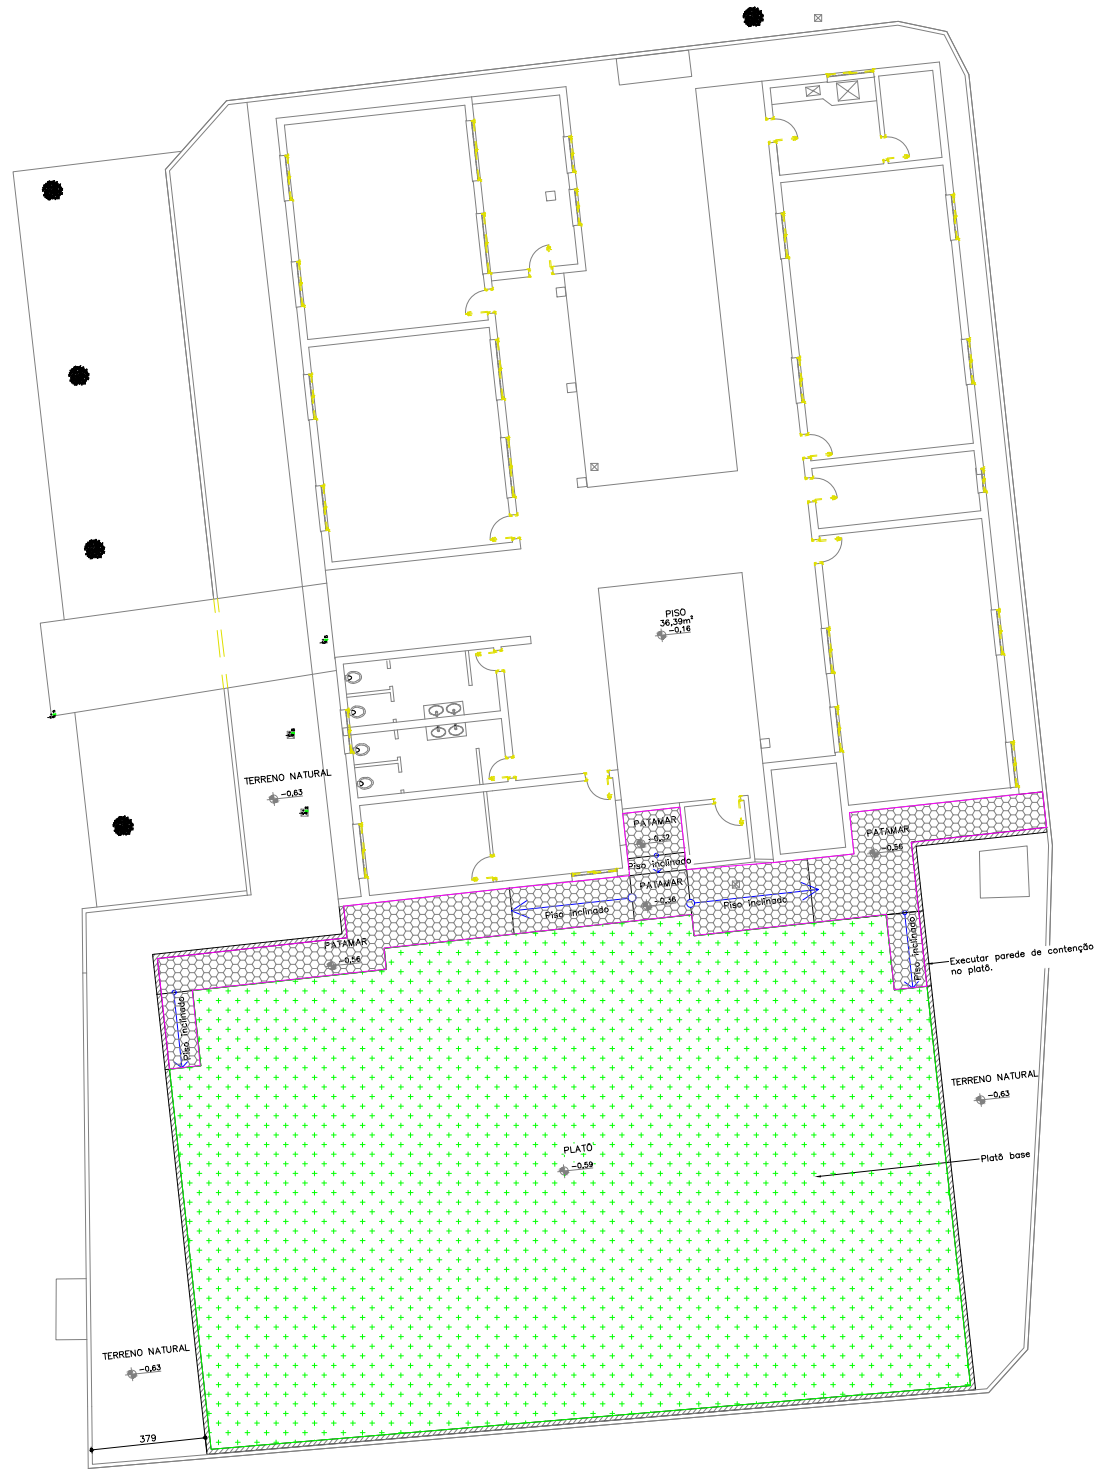 PISO
36,39m²
-0,16
TERRENO NATURAL
-0,63
PATAMAR
-0,32
Piso inclinado
PATAMAR
-0,56
PATAMAR
-0,36
Piso inclinado
Piso inclinado
PATAMAR
-0,56
Piso inclinado
Piso inclinado
Executar parede de contenção
no platô.
TERRENO NATURAL
-0,63
PLATÔ
-0,59
Platô base
TERRENO NATURAL
-0,63
379